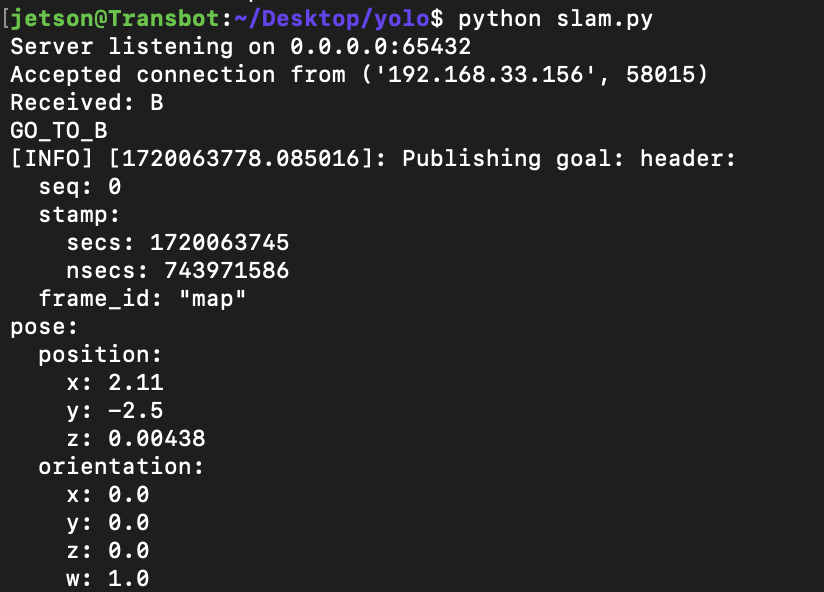 [jetson@Transbot:~/Desktop/yolo$ python slam.py
Server listening on 0.0.0.0:65432
Accepted connection from ('192.168.33.156', 58015)
Received: B
GO_TO_B
[INFO] [1720063778.085016]: Publishing goal: header:
  seq: 0
  stamp:
    secs: 1720063745
    nsecs: 743971586
  frame_id: "map"
pose:
  position:
    x: 2.11
    y: -2.5
    z: 0.00438
  orientation:
    x: 0.0
    y: 0.0
    z: 0.0
    w: 1.0